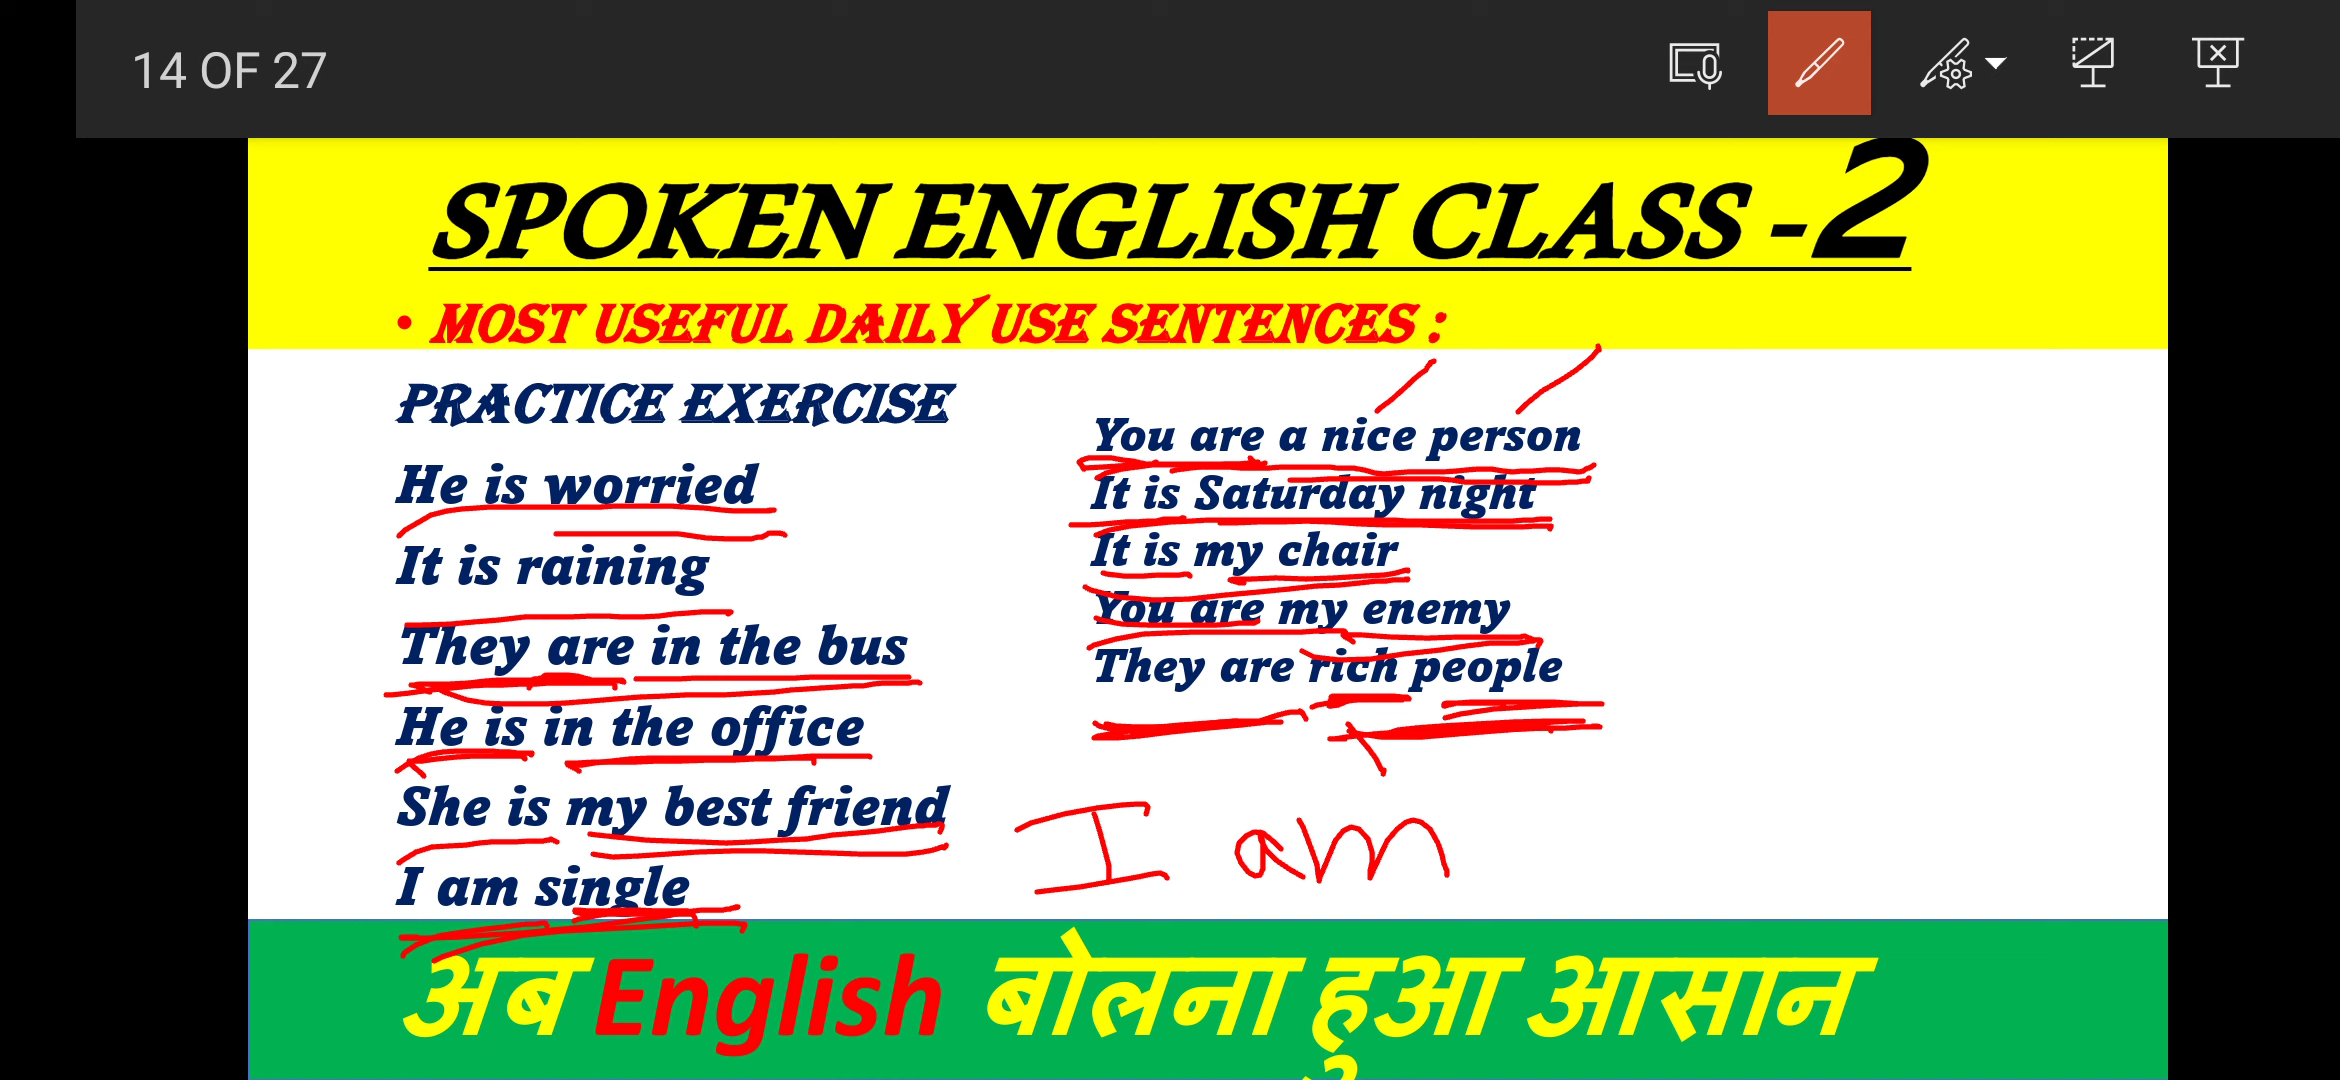 14 OF 27
SPOKEN ENGLISH CLASS -2
• MOST USEFUL DAILY USE SENTENCES :
PRACTICE EXERCISE
He is worried
It is raining
They are in the bus
He is in the office
She is my best friend
I am single
You are a nice person
It is Saturday night
It is my chair
You are my enemy
They are rich people
I am
अब English बोलना हुआ आसान